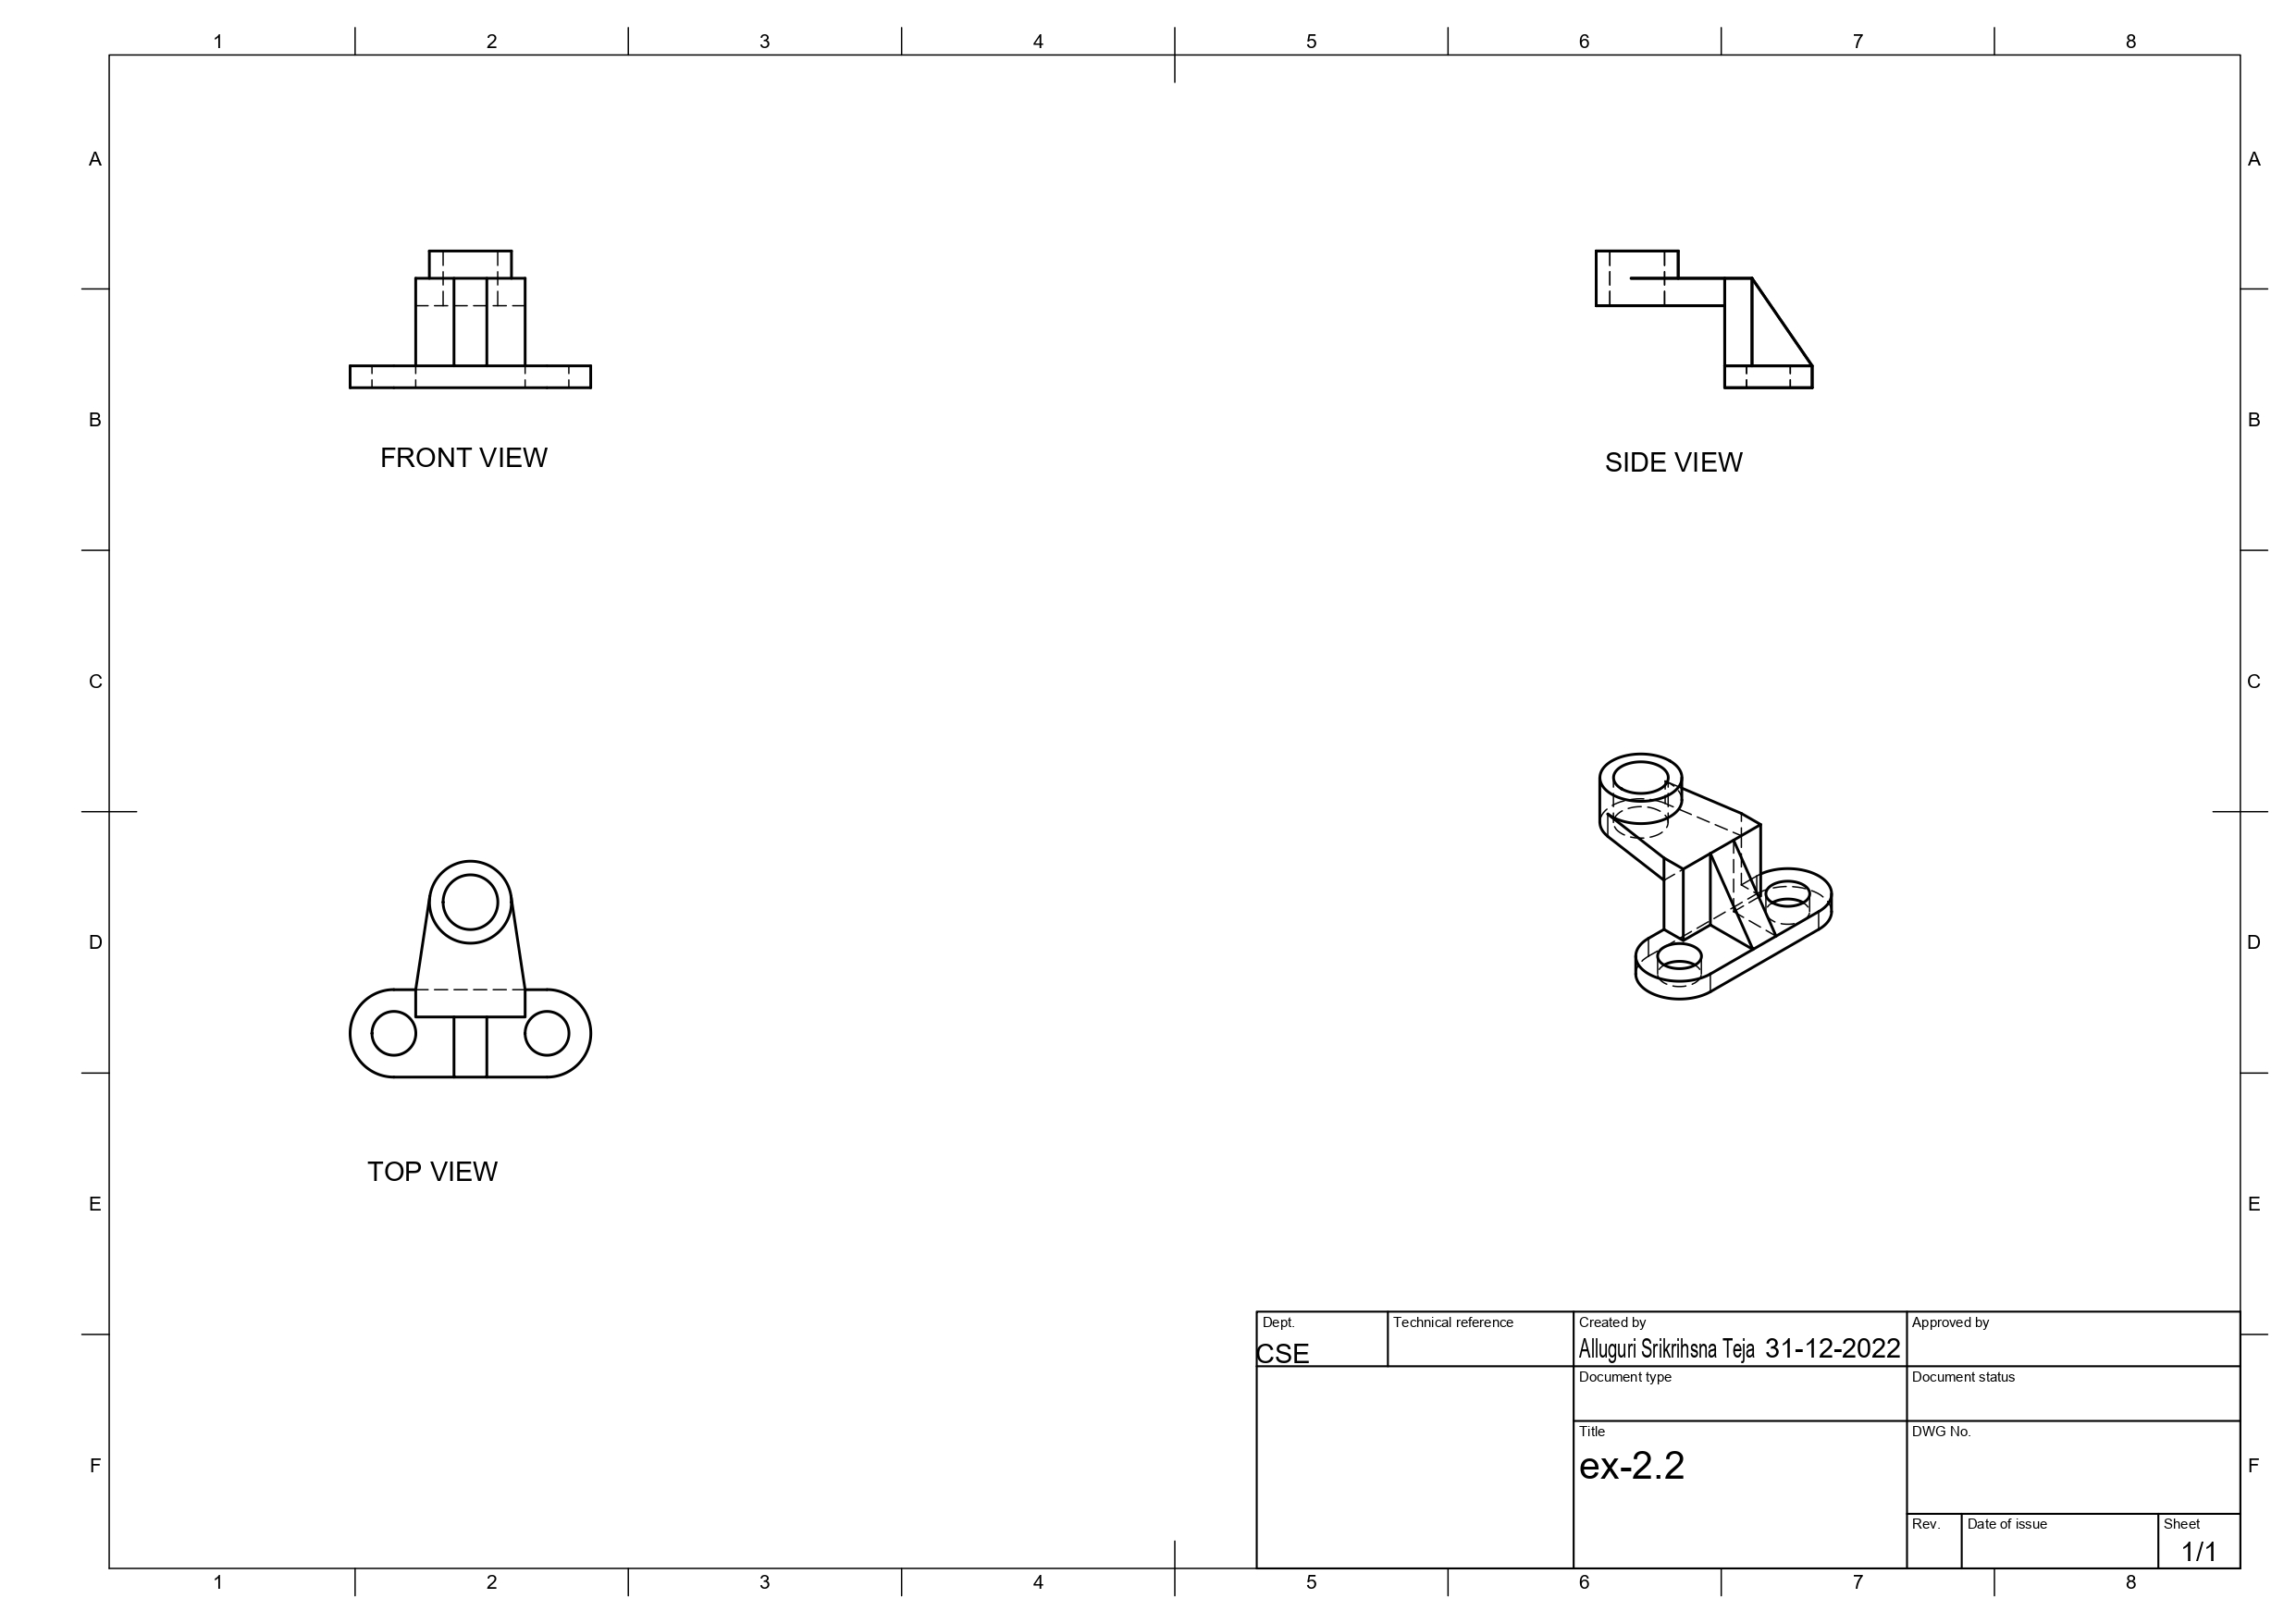 1 2 3 4 5 6 7 8
A A
B B
FRONT VIEW SIDE VIEW
C C
D D
TOP VIEW
E E
Dept. Technical reference Created by Approved by
CSE Alluguri Srikrihsna Teja 31-12-2022
Document type Document status
Title DWG No.
ex-2.2
F F
Rev. Date of issue Sheet
1/1
1 2 3 4 5 6 7 8